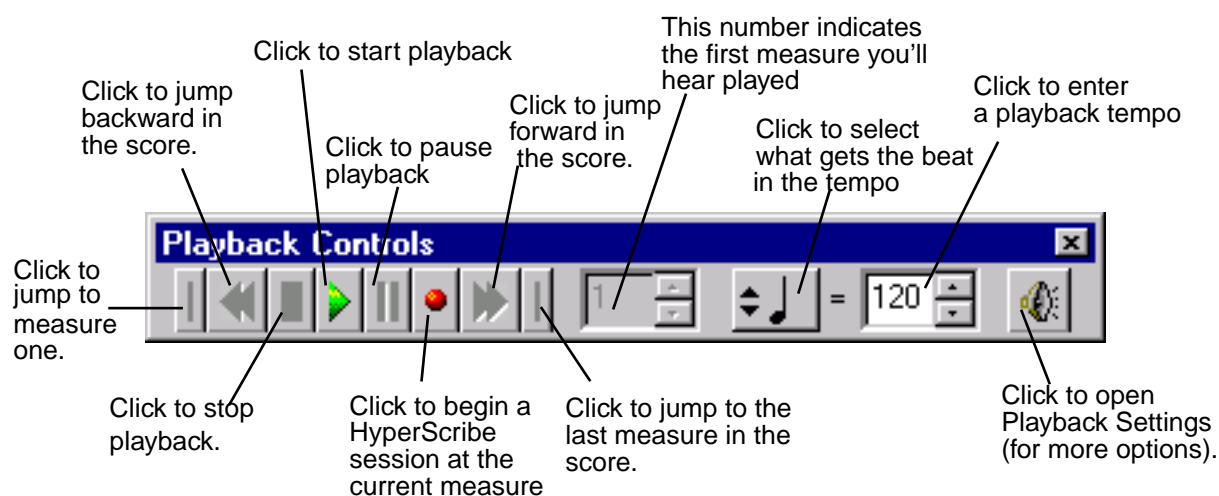 This number indicates
the first measure you'll
hear played
Click to start playback
Click to jump
backward in
the score.
Click to pause
playback
Click to jump
forward in
the score.
Click to select
what gets the beat
in the tempo
Click to enter
a playback tempo
Playback Controls
Click to
jump to
measure
one.
1
=
120
Click to stop
playback.
Click to begin a
HyperScribe
session at the
current measure
Click to jump to the
last measure in the
score.
Click to open
Playback Settings
(for more options).